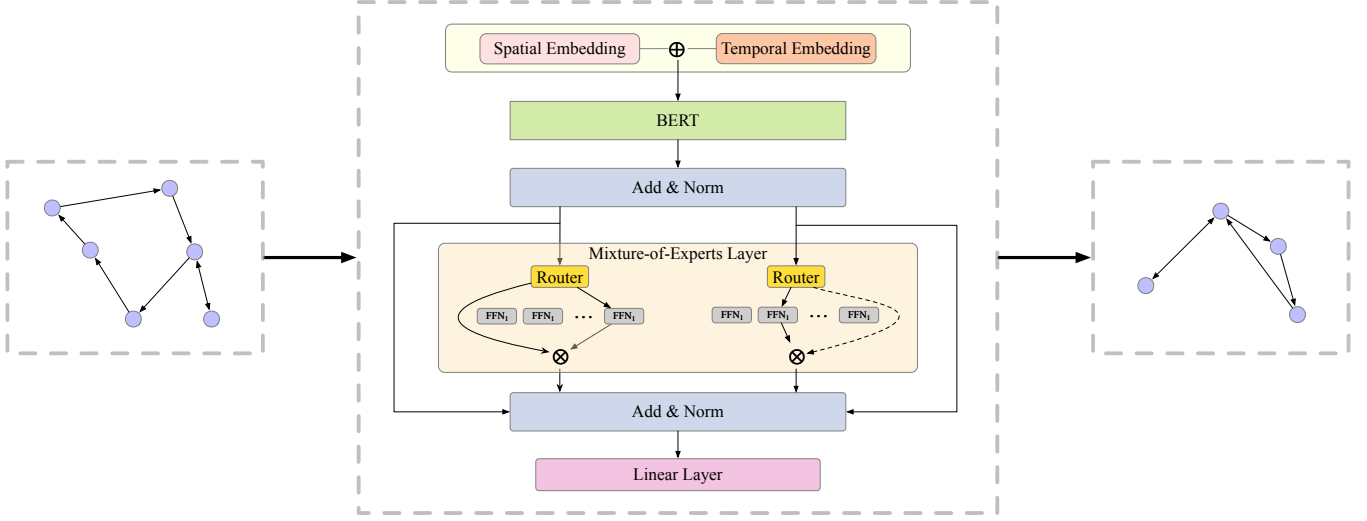 Spatial Embedding ⊕ Temporal Embedding
BERT
Add & Norm
Mixture-of-Experts Layer
Router Router
FFN₁ FFN₁ ... FFN₁ FFN₁ FFN₁ ... FFN₁
⊗ ⊗
Add & Norm
Linear Layer